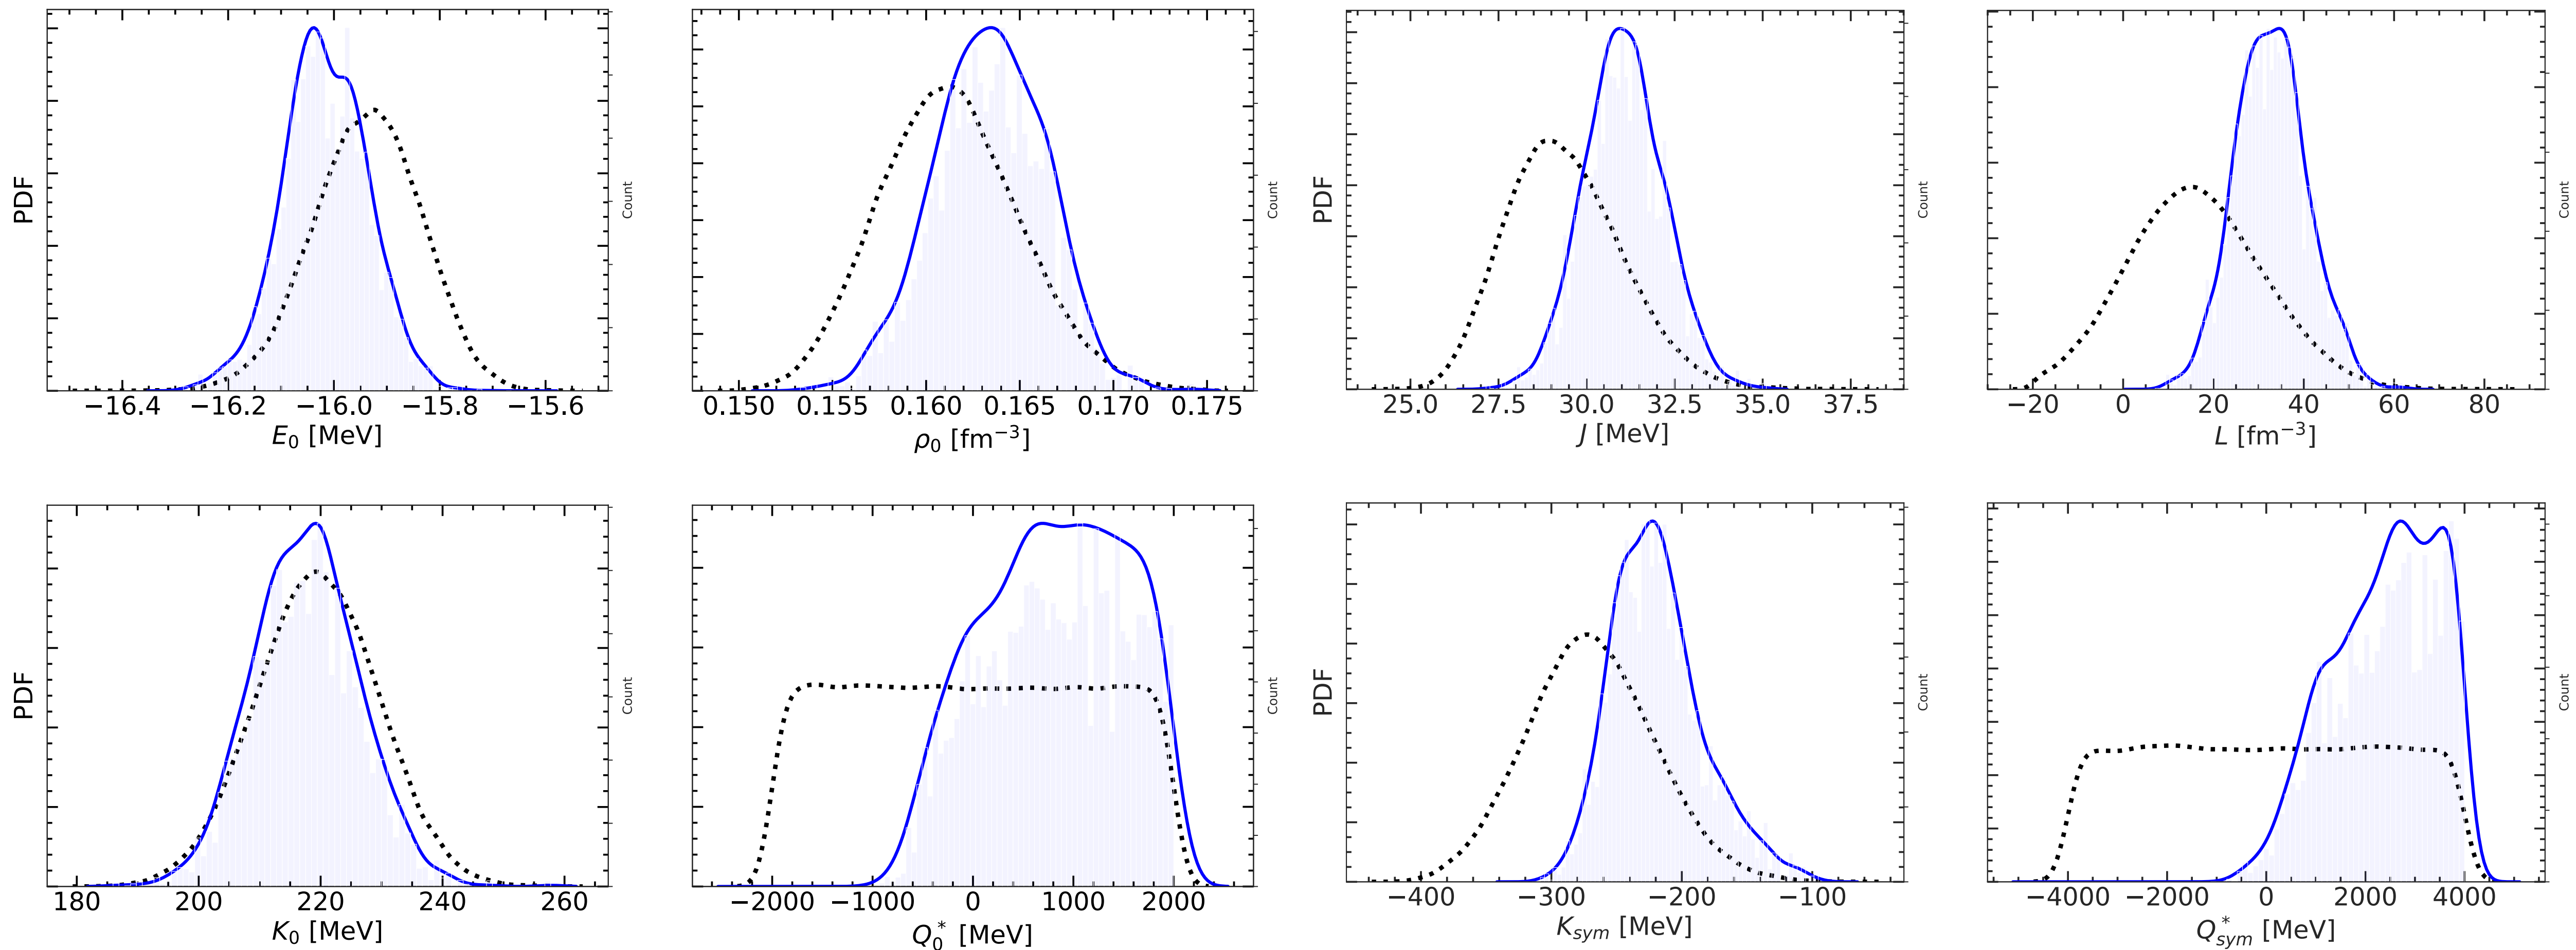 PDF
−16.4 −16.2 −16.0 −15.8 −15.6
E₀ [MeV]
Count
0.150 0.155 0.160 0.165 0.170 0.175
ρ₀ [fm⁻³]
Count
PDF
25.0 27.5 30.0 32.5 35.0 37.5
J [MeV]
Count
−20 0 20 40 60 80
L [fm⁻³]
Count
PDF
180 200 220 240 260
K₀ [MeV]
Count
−2000 −1000 0 1000 2000
Q₀* [MeV]
Count
PDF
−400 −300 −200 −100
K_sym [MeV]
Count
−4000 −2000 0 2000 4000
Q*_sym [MeV]
Count